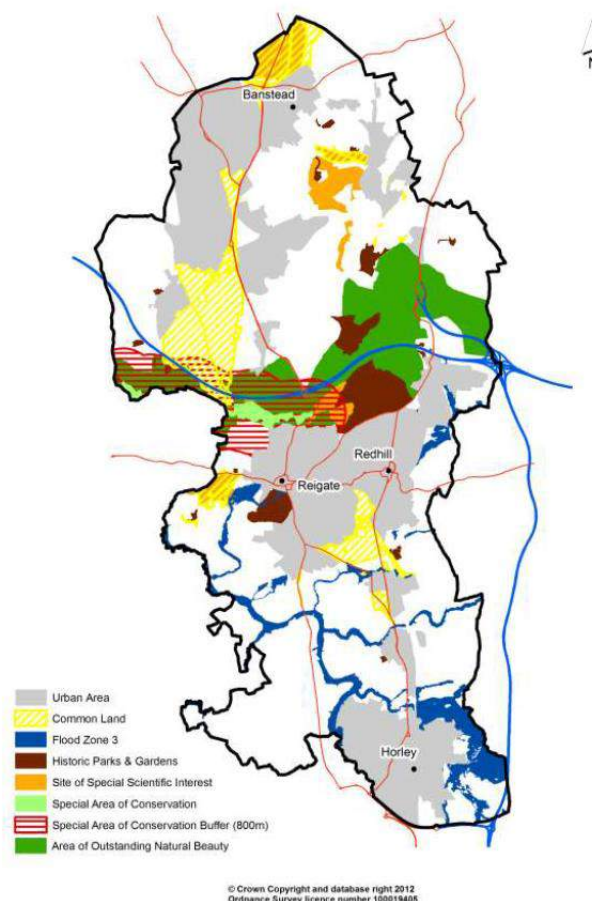 N
Banstead
Redhill
Reigate
Horley
Urban Area
Common Land
Flood Zone 3
Historic Parks & Gardens
Site of Special Scientific Interest
Special Area of Conservation
Special Area of Conservation Buffer (800m)
Area of Outstanding Natural Beauty
© Crown Copyright and database right 2012
Ordnance Survey licence number 100019405